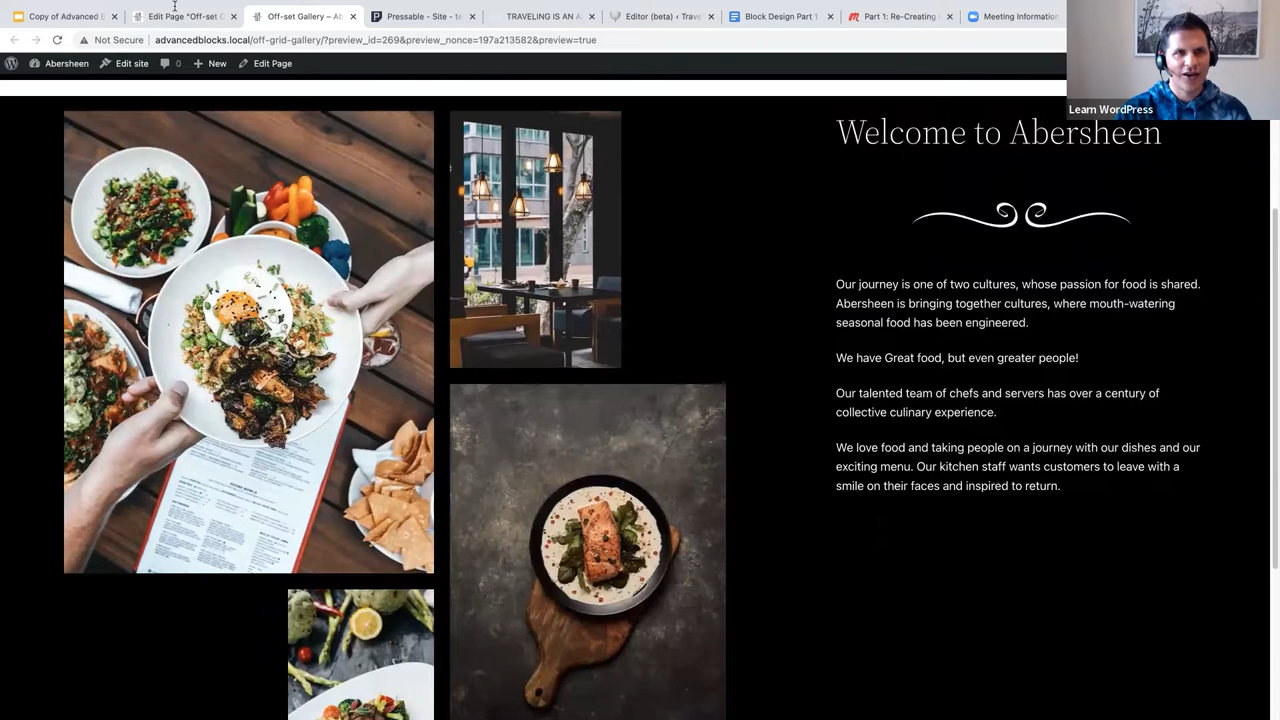 Copy of Advanced B
Edit Page "Off-set G
Off-set Gallery – Ab
Pressable - Site - te
TRAVELING IS AN A
Editor (beta) ‹ Trave
Block Design Part 1
Part 1: Re-Creating
Meeting Information
Not Secure
advancedblocks.local/off-grid-gallery/?preview_id=269&preview_nonce=197a213582&preview=true
Abersheen
Edit site
0
New
Edit Page
Learn WordPress
Welcome to Abersheen
Our journey is one of two cultures, whose passion for food is shared.
Abersheen is bringing together cultures, where mouth-watering
seasonal food has been engineered.
We have Great food, but even greater people!
Our talented team of chefs and servers has over a century of
collective culinary experience.
We love food and taking people on a journey with our dishes and our
exciting menu. Our kitchen staff wants customers to leave with a
smile on their faces and inspired to return.